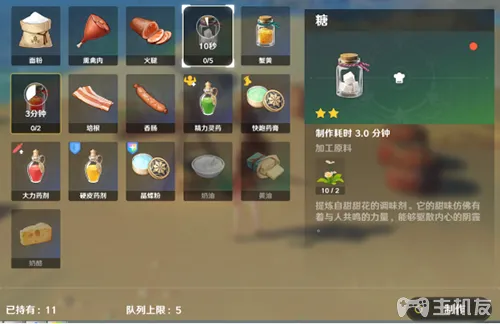 糖
10秒
0/5
面粉
禽肉
火腿
蟹黄
3分钟
0/2
培根
香肠
精力灵药
快跑药膏
大力药剂
硬皮药剂
晶蝶粉
奶油
黄油
奶酪
制作耗时 3.0 分钟
加工原料
10 / 2
提炼自甜甜花的调味剂。它的甜味仿佛有
着与人共鸣的力量，能够驱散内心的阴霾
已持有：11
队列上限：5
制作
主机友